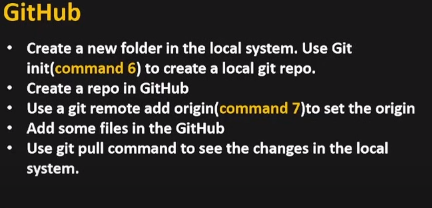 GitHub
• Create a new folder in the local system. Use Git
init(command 6) to create a local git repo.
• Create a repo in GitHub
• Use a git remote add origin(command 7)to set the origin
• Add some files in the GitHub
• Use git pull command to see the changes in the local
system.